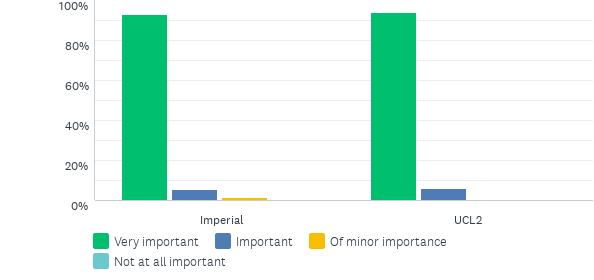 100%
80%
60%
40%
20%
0%
Imperial UCL2
Very important Important Of minor importance
Not at all important